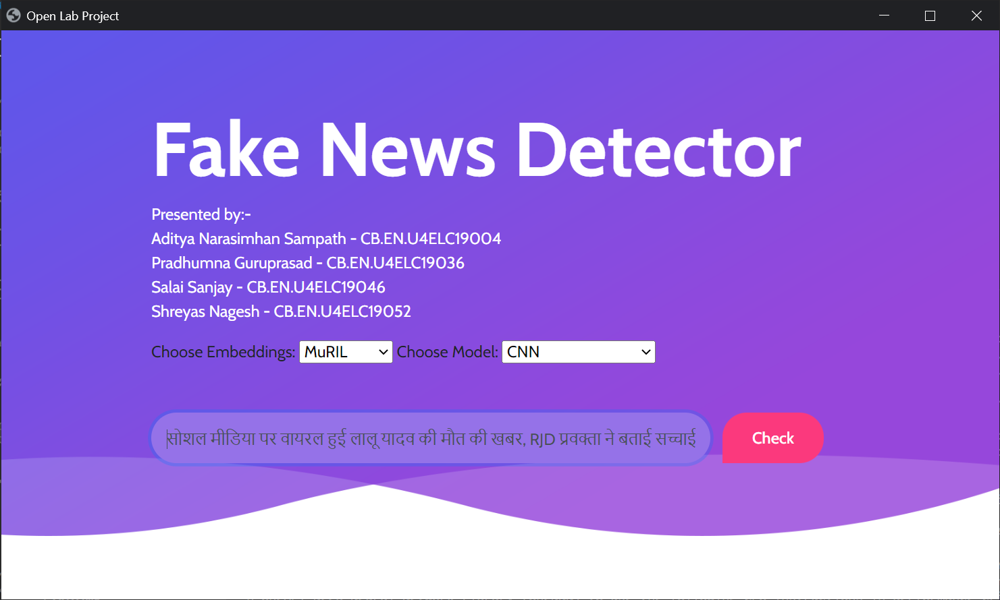 Open Lab Project
Fake News Detector
Presented by:-
Aditya Narasimhan Sampath - CB.EN.U4ELC19004
Pradhumna Guruprasad - CB.EN.U4ELC19036
Salai Sanjay - CB.EN.U4ELC19046
Shreyas Nagesh - CB.EN.U4ELC19052
Choose Embeddings: MuRIL Choose Model: CNN
सोशल मीडिया पर वायरल हुई लालू यादव की मौत की खबर, RJD प्रवक्ता ने बताई सच्चाई Check